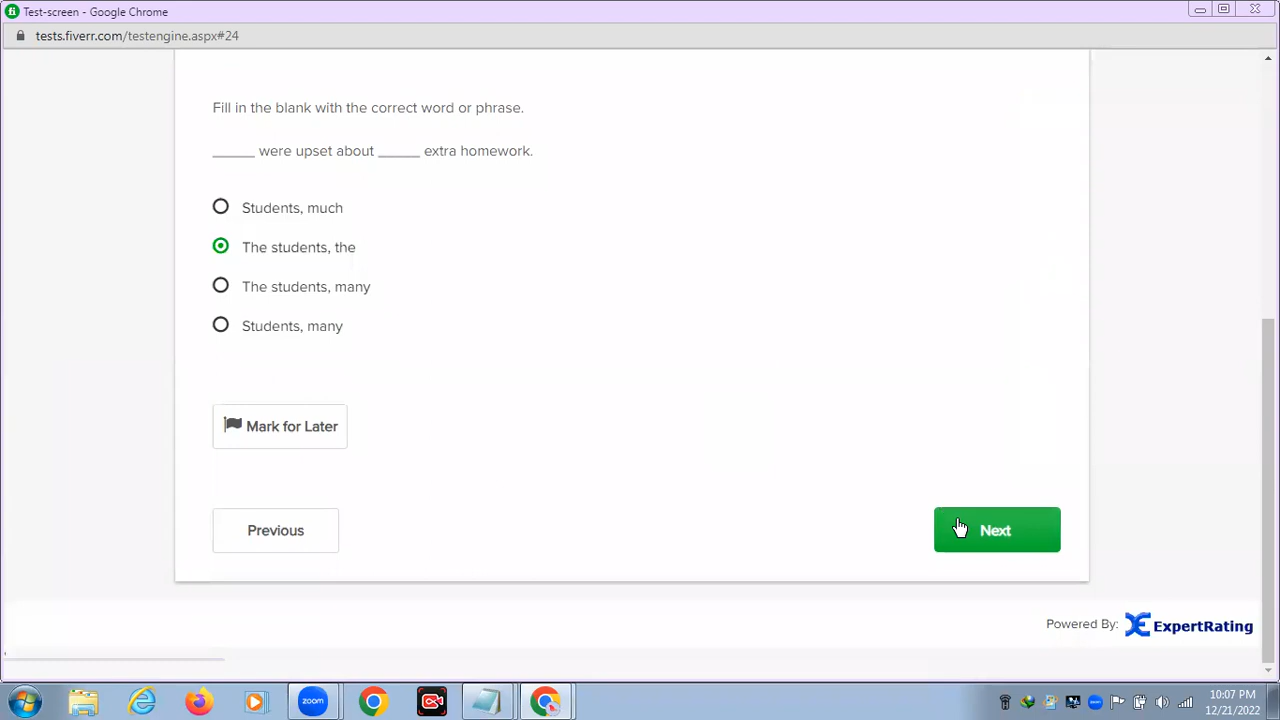 Test-screen - Google Chrome
tests.fiverr.com/testengine.aspx#24
Fill in the blank with the correct word or phrase.
______ were upset about ______ extra homework.
Students, much
The students, the
The students, many
Students, many
Mark for Later
Previous
Next
Powered By: ExpertRating
zoom
10:07 PM
12/21/2022